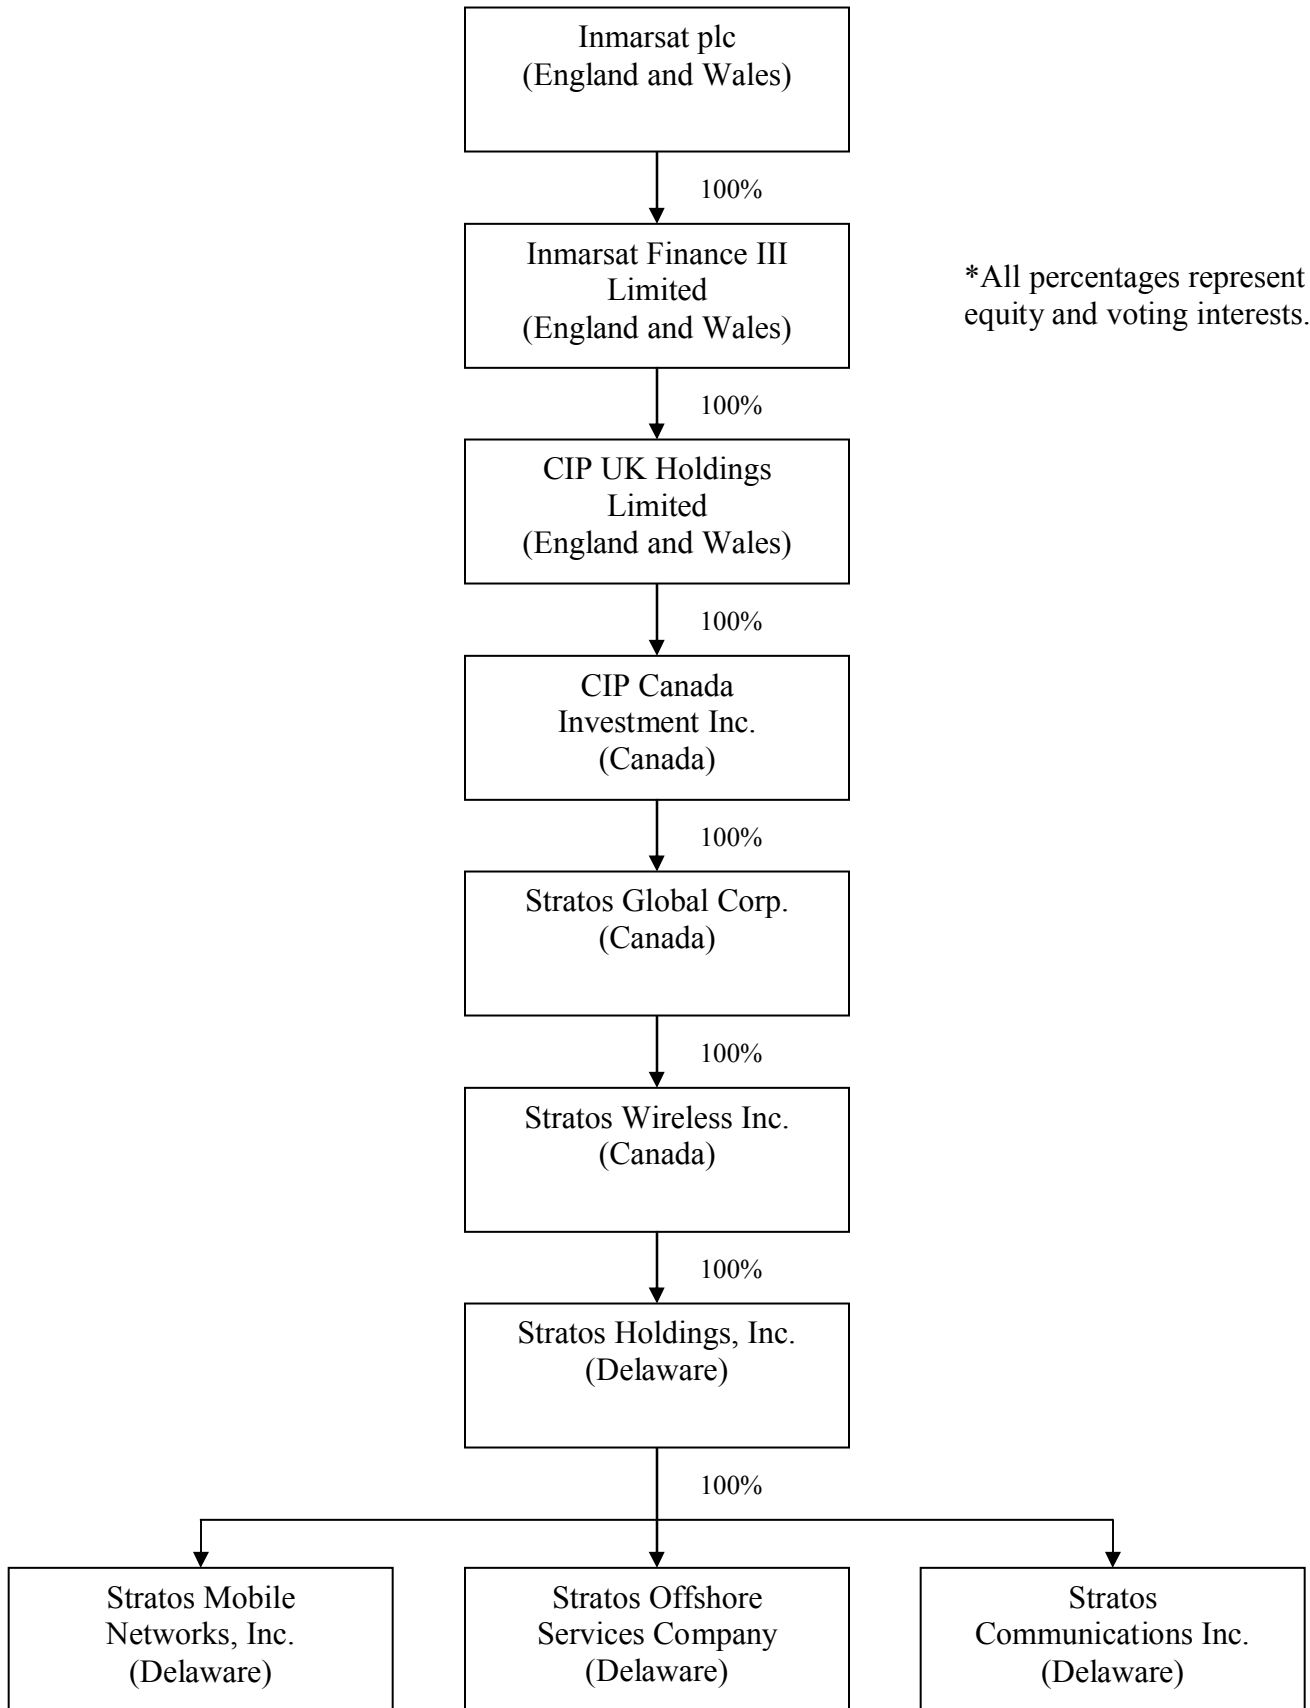 Inmarsat plc
(England and Wales)
100%
Inmarsat Finance III
Limited
(England and Wales)
*All percentages represent
equity and voting interests.
100%
CIP UK Holdings
Limited
(England and Wales)
100%
CIP Canada
Investment Inc.
(Canada)
100%
Stratos Global Corp.
(Canada)
100%
Stratos Wireless Inc.
(Canada)
100%
Stratos Holdings, Inc.
(Delaware)
100%
Stratos Mobile
Networks, Inc.
(Delaware)
Stratos Offshore
Services Company
(Delaware)
Stratos
Communications Inc.
(Delaware)